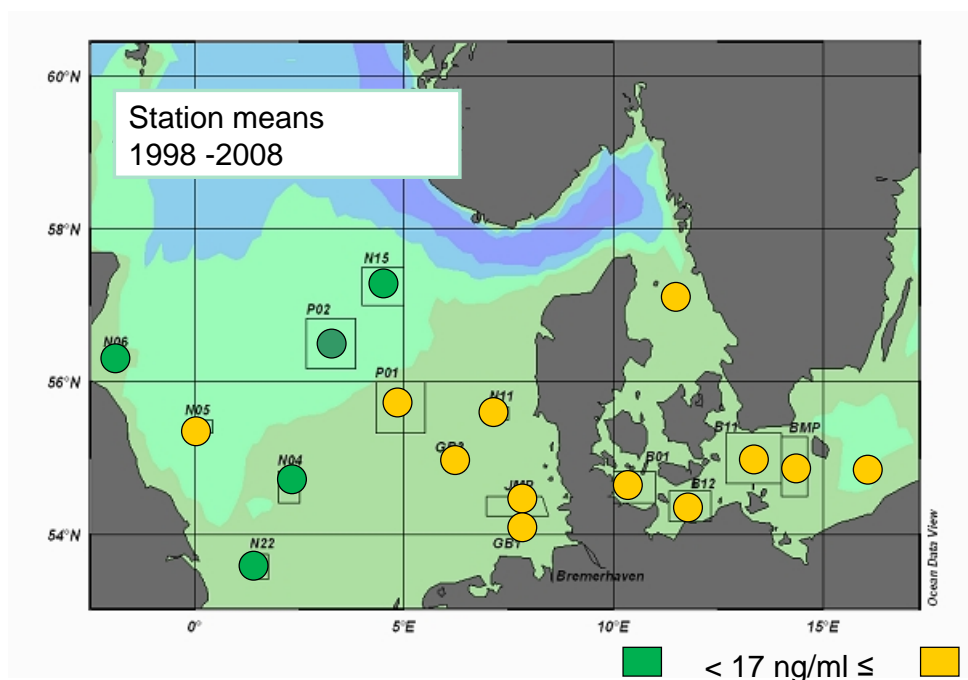 60°N
Station means
1998 -2008
58°N
N15
P02
N06
56°N
P01
N05
N11
B11
BMP
GB3
N04
B01
JMP
B12
54°N
GB1
N22
Bremerhaven
Ocean Data View
0°
5°E
10°E
15°E
< 17 ng/ml ≤